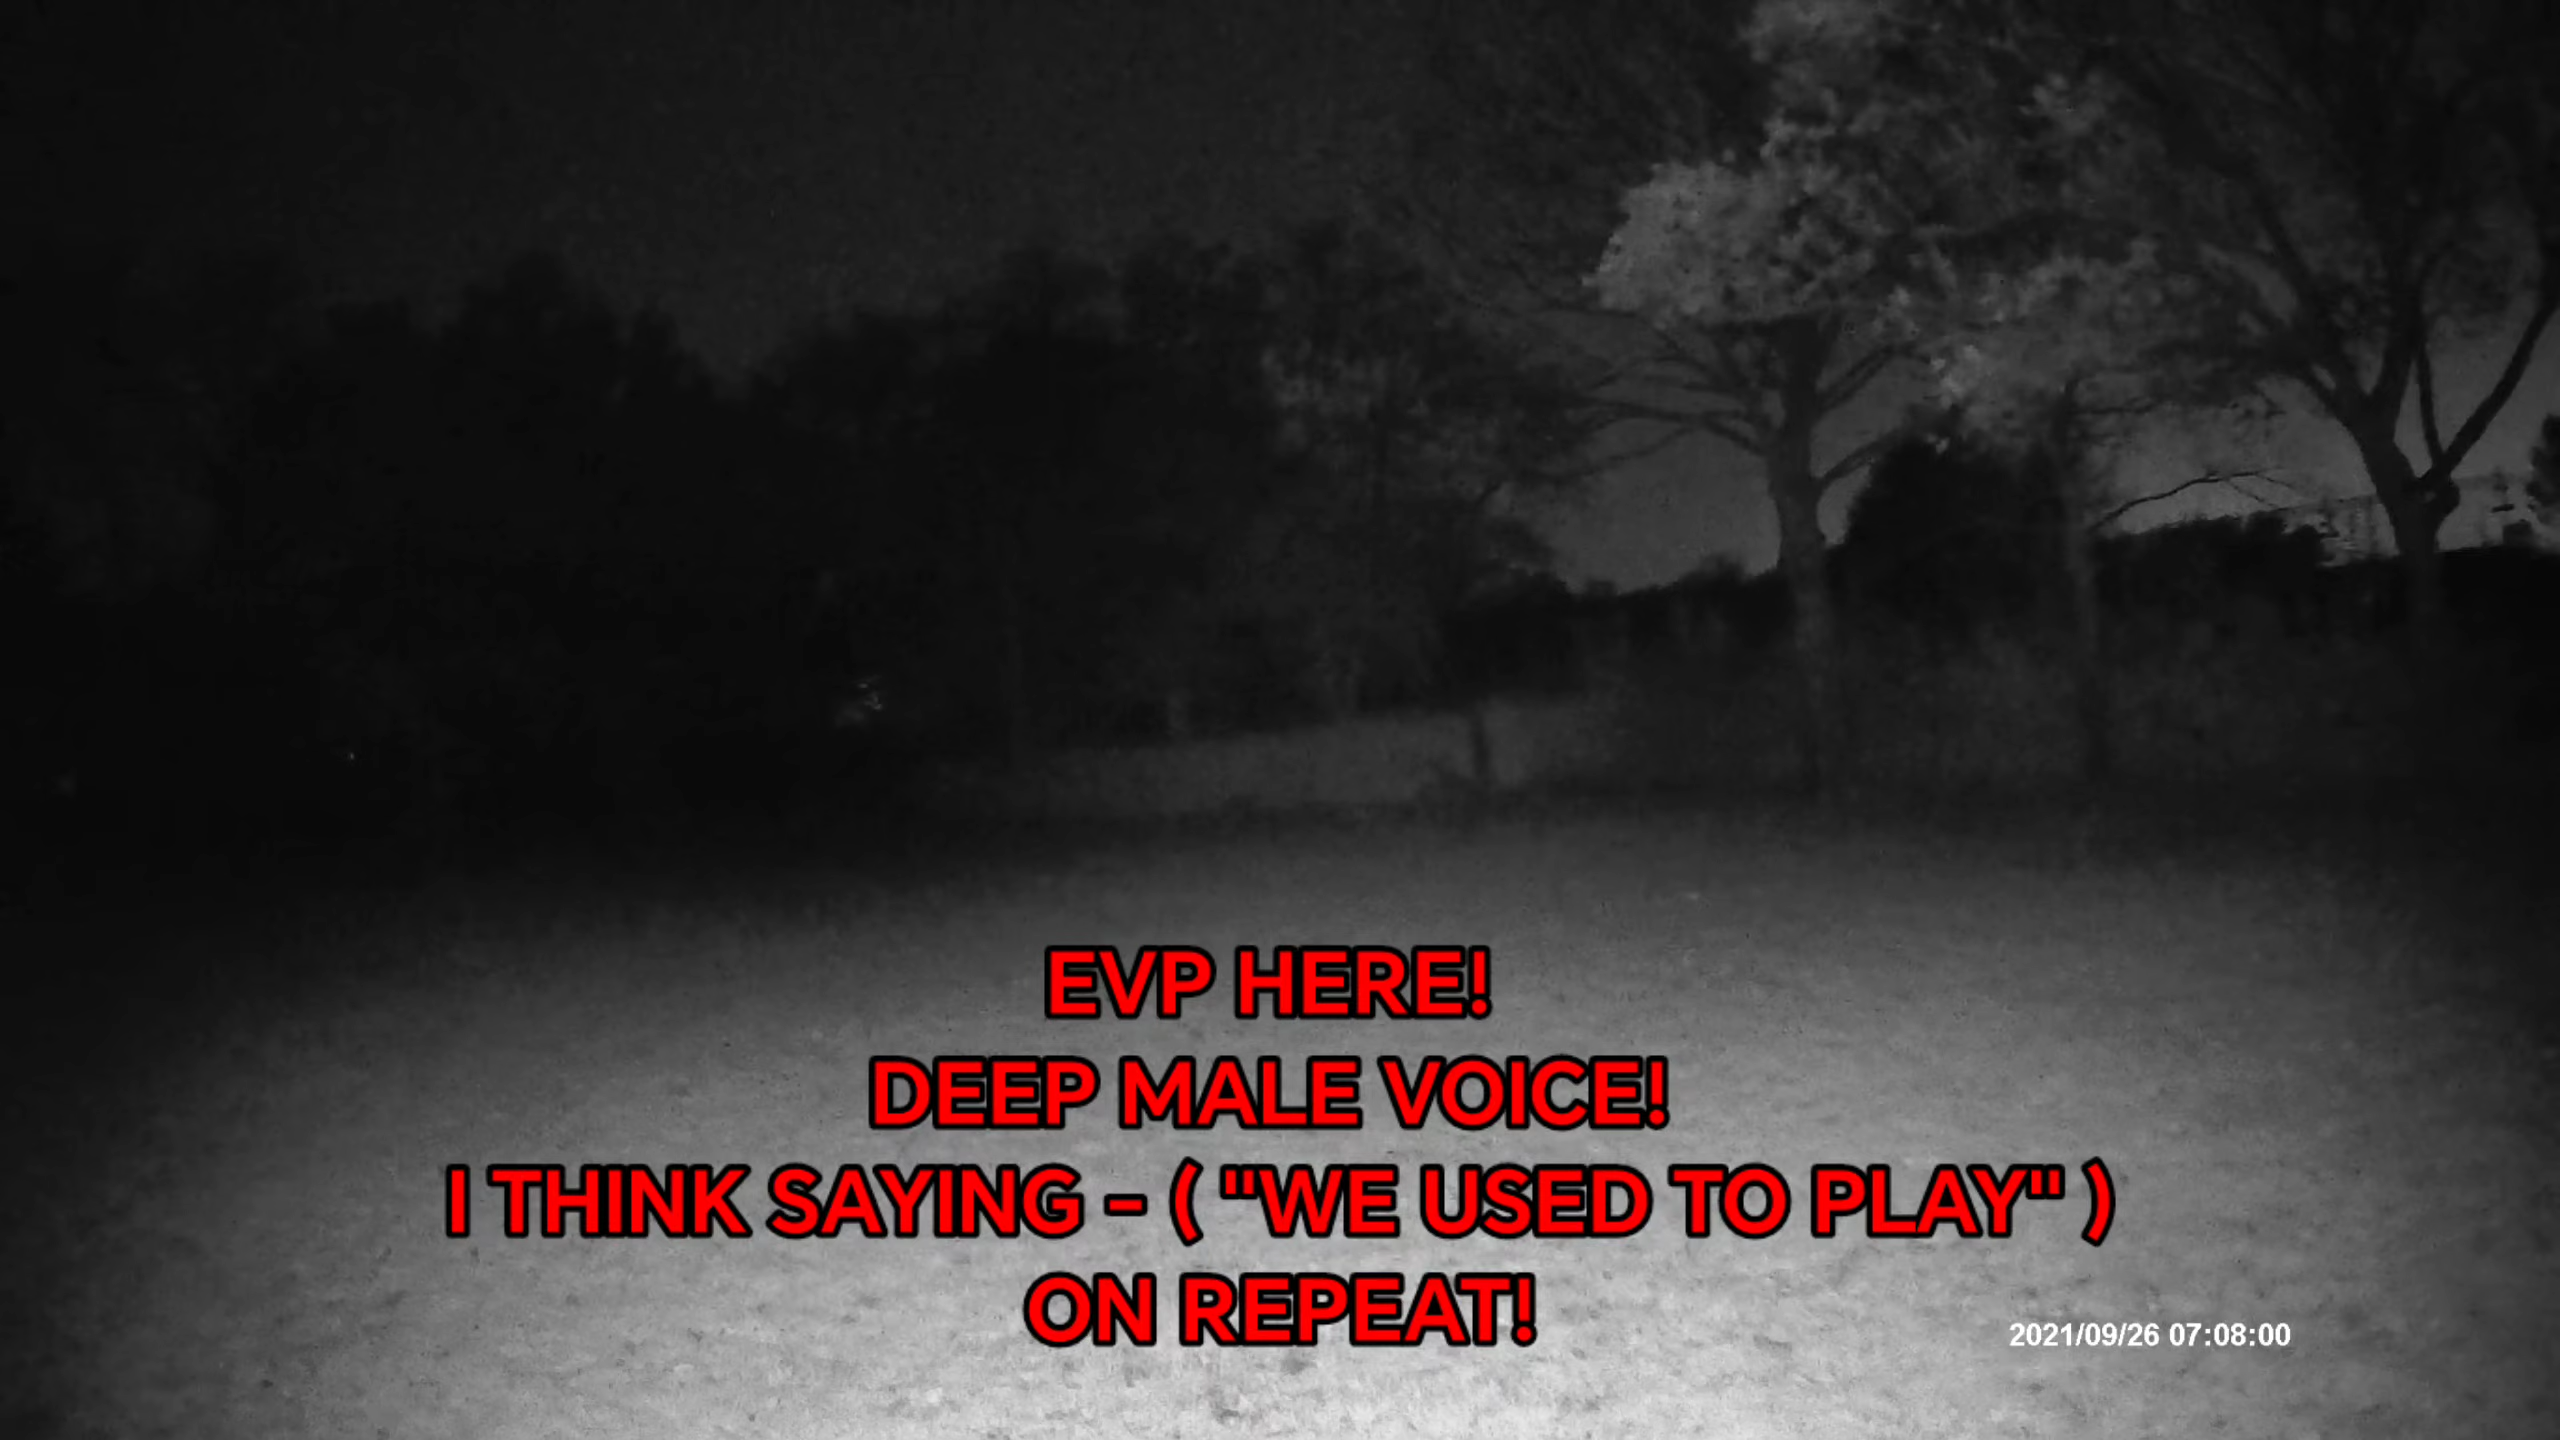 EVP HERE!
DEEP MALE VOICE!
I THINK SAYING - ( "WE USED TO PLAY" )
ON REPEAT!
2021/09/26 07:08:00